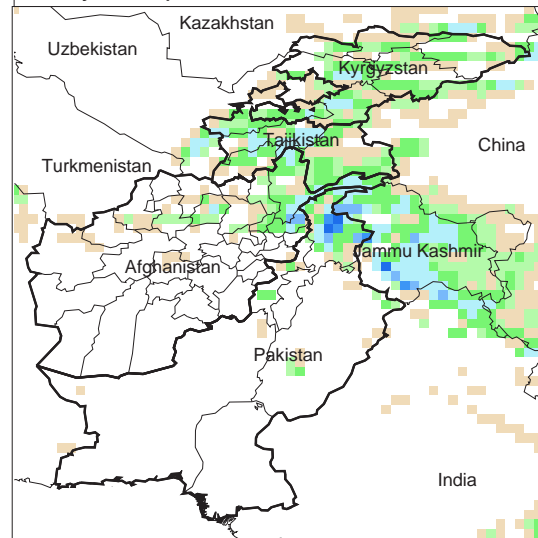 Kazakhstan
Uzbekistan
Kyrgyzstan
Tajikistan
China
Turkmenistan
Jammu Kashmir
Afghanistan
Pakistan
India